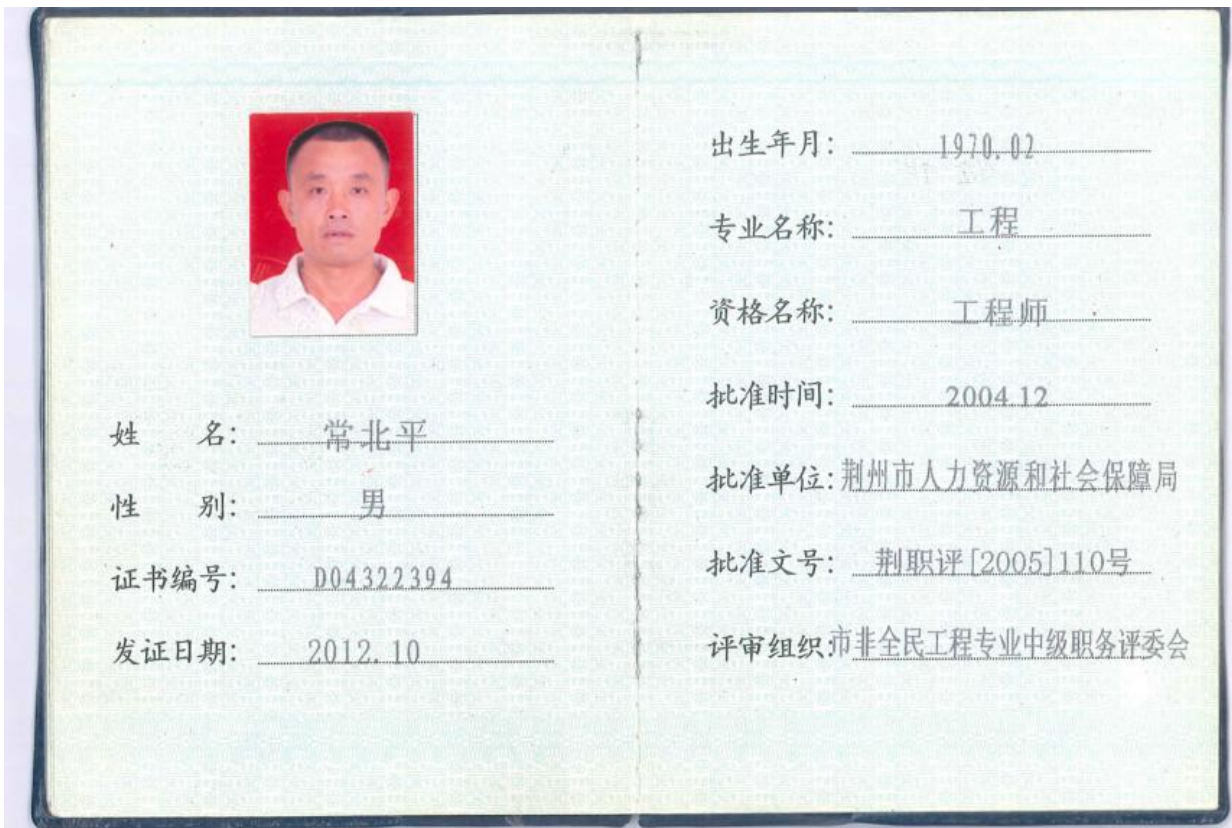 姓 名: 常北平
性 别: 男
证书编号: D04322394
发证日期: 2012.10
出生年月: 1970.02
专业名称: 工程
资格名称: 工程师
批准时间: 2004.12
批准单位: 荆州市人力资源和社会保障局
批准文号: 荆职评[2005]110号
评审组织: 市非全民工程专业中级职务评委会